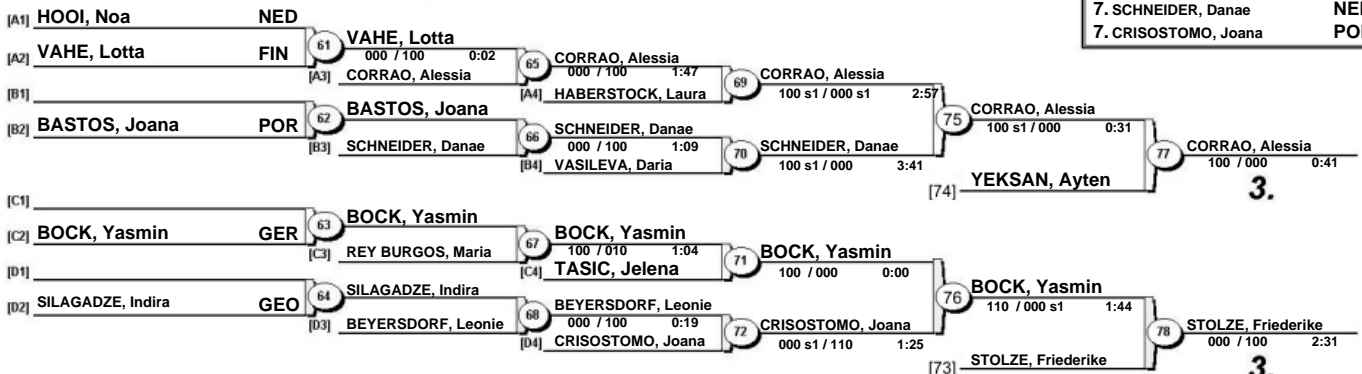 7. SCHNEIDER, Danae
7. CRISOSTOMO, Joana PO
[A1] HOOI, Noa NED
[A2] VAHE, Lotta FIN
61
VAHE, Lotta
000 / 100 0:02
[A3] CORRAO, Alessia
65
CORRAO, Alessia
000 / 100 1:47
[A4] HABERSTOCK, Laura
69
CORRAO, Alessia
100 s1 / 000 s1 2:57
[B1]
[B2] BASTOS, Joana POR
62
BASTOS, Joana
[B3] SCHNEIDER, Danae
66
SCHNEIDER, Danae
000 / 100 1:09
[B4] VASILEVA, Daria
70
SCHNEIDER, Danae
100 s1 / 000 3:41
75
CORRAO, Alessia
100 s1 / 000 0:31
[74] YEKSAN, Ayten
77
CORRAO, Alessia
100 / 000 0:41
3.
[C1]
[C2] BOCK, Yasmin GER
63
BOCK, Yasmin
[C3] REY BURGOS, Maria
67
BOCK, Yasmin
100 / 010 1:04
[C4] TASIC, Jelena
71
BOCK, Yasmin
100 / 000 0:00
[D1]
[D2] SILAGADZE, Indira GEO
64
SILAGADZE, Indira
[D3] BEYERSDORF, Leonie
68
BEYERSDORF, Leonie
000 / 100 0:19
[D4] CRISOSTOMO, Joana
72
CRISOSTOMO, Joana
000 s1 / 110 1:25
76
BOCK, Yasmin
110 / 000 s1 1:44
[73] STOLZE, Friederike
78
STOLZE, Friederike
000 / 100 2:31
3.